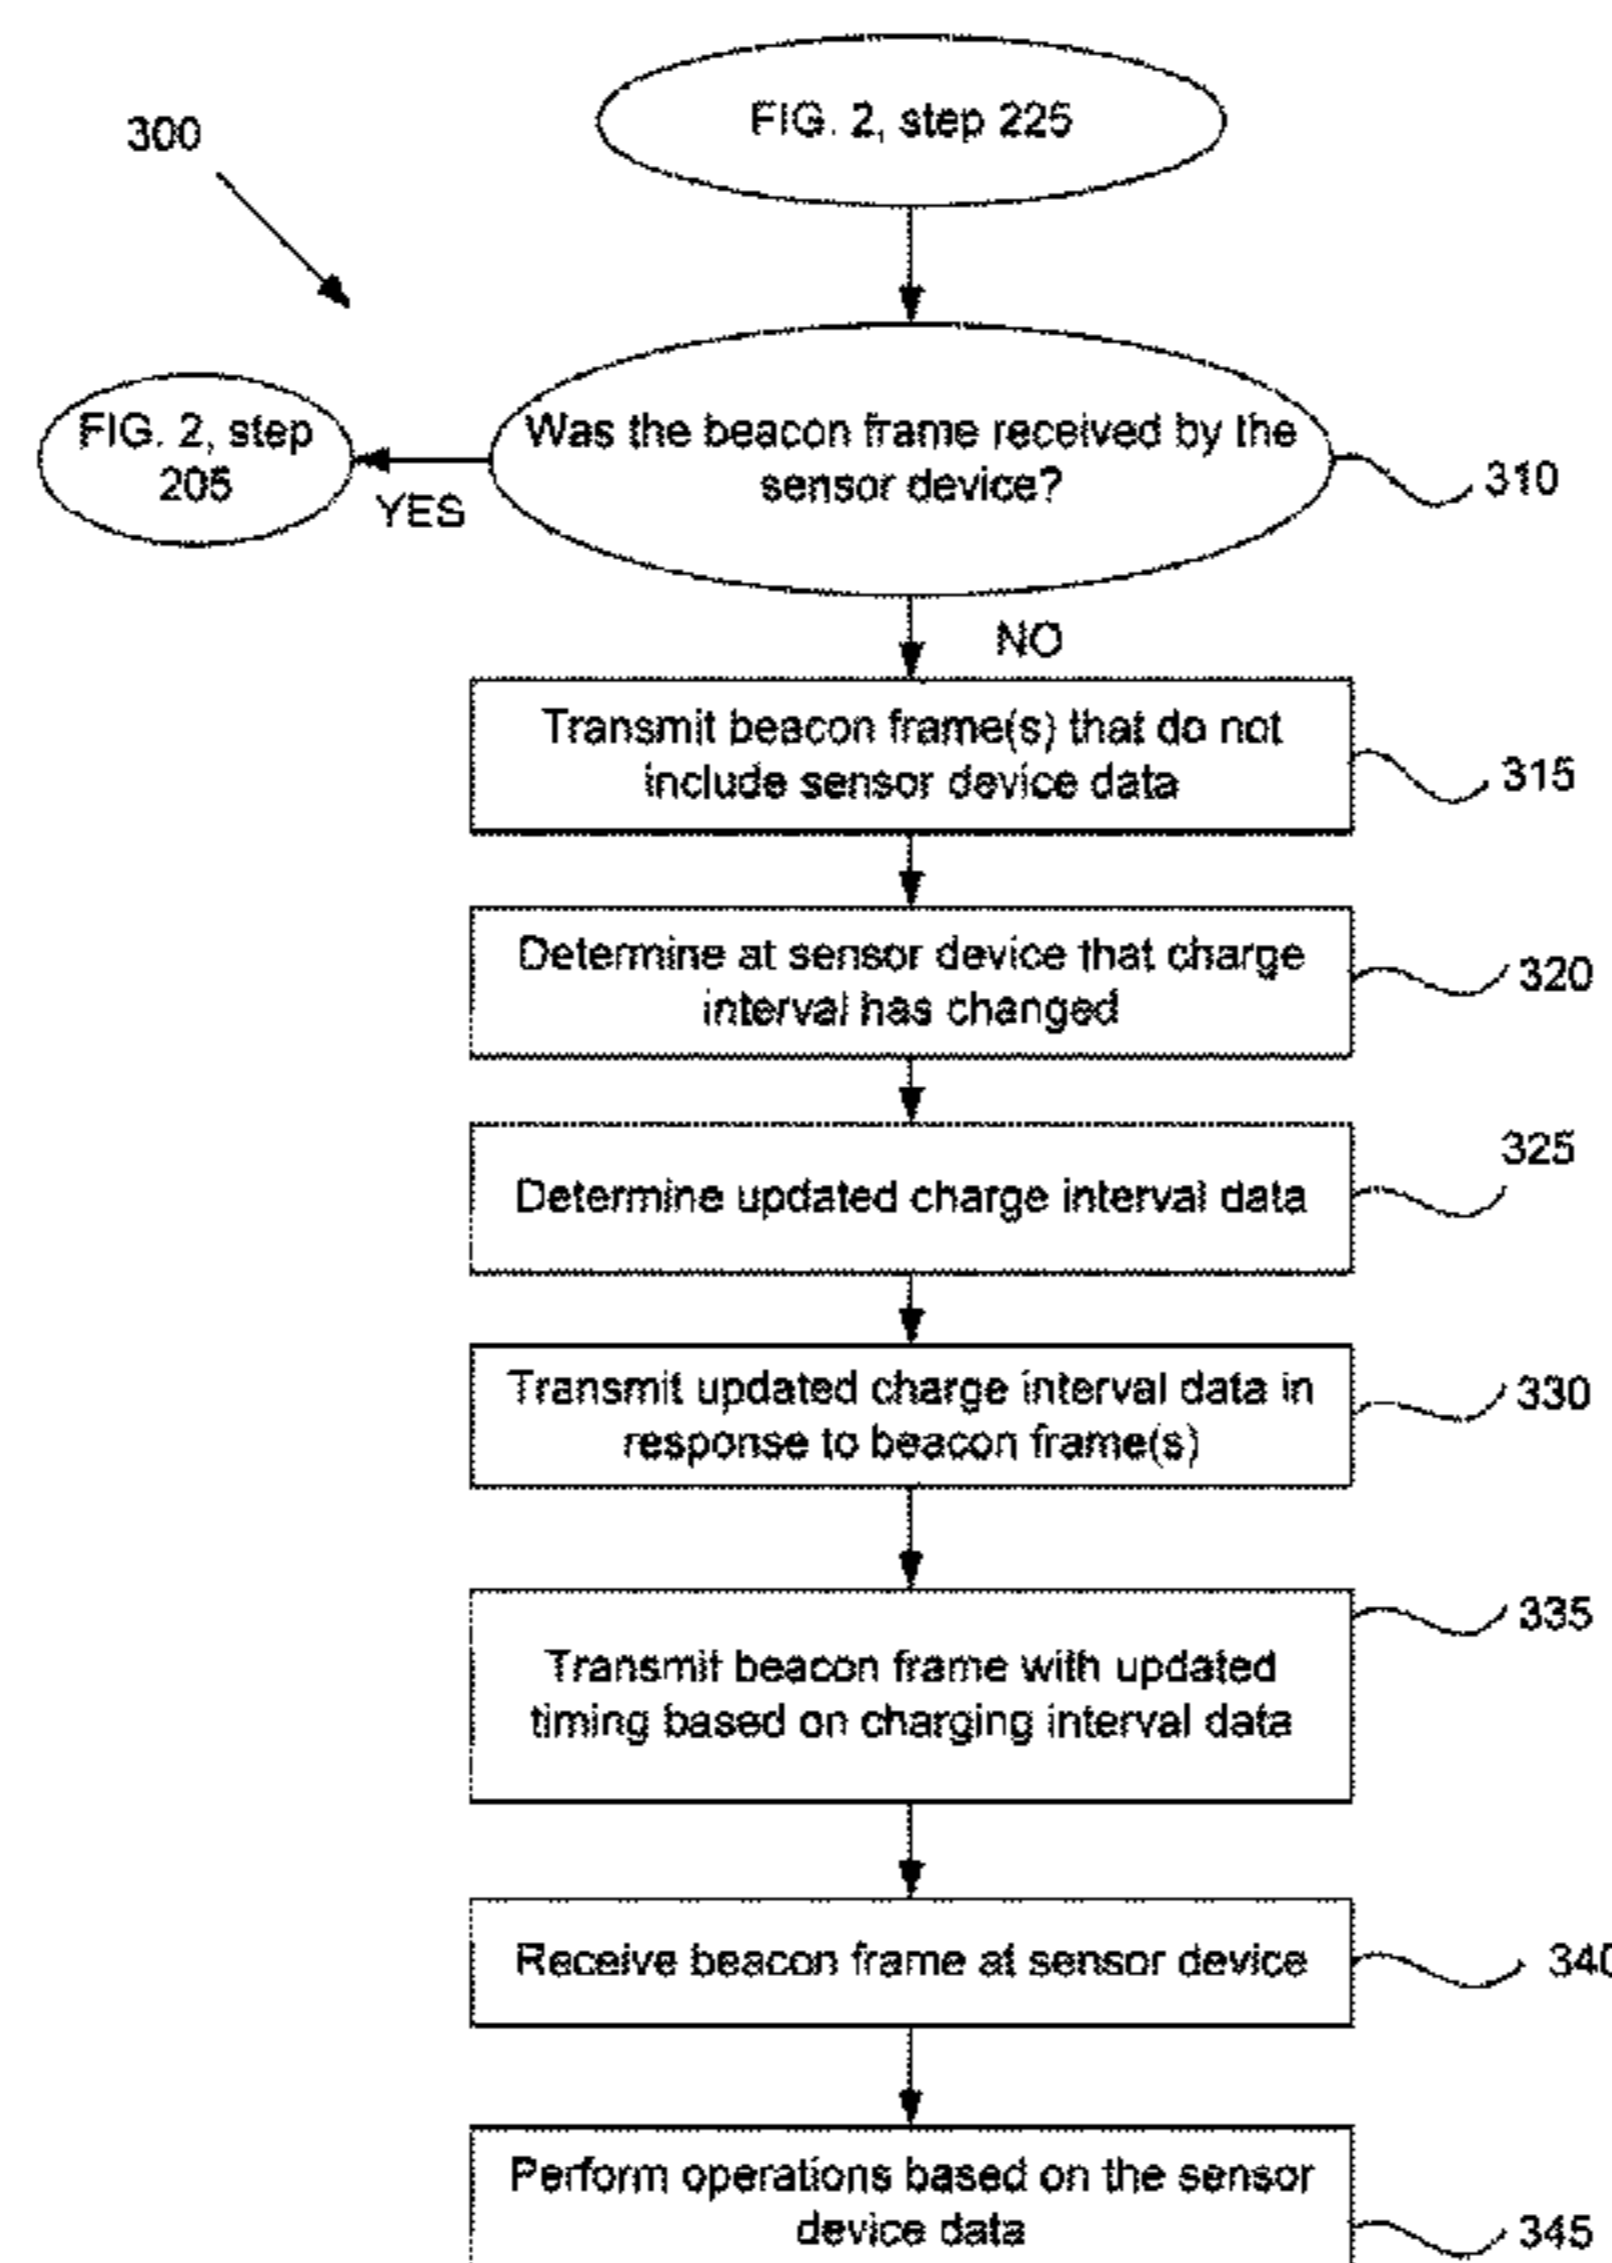 FIG. 2, step 225
300
Was the beacon frame received by the
sensor device?
310
FIG. 2, step
205
YES
NO
Transmit beacon frame(s) that do not
include sensor device data
315
Determine at sensor device that charge
interval has changed
320
Determine updated charge interval data
325
Transmit updated charge interval data in
response to beacon frame(s)
330
Transmit beacon frame with updated
timing based on charging interval data
335
Receive beacon frame at sensor device
340
Perform operations based on the sensor
device data
345